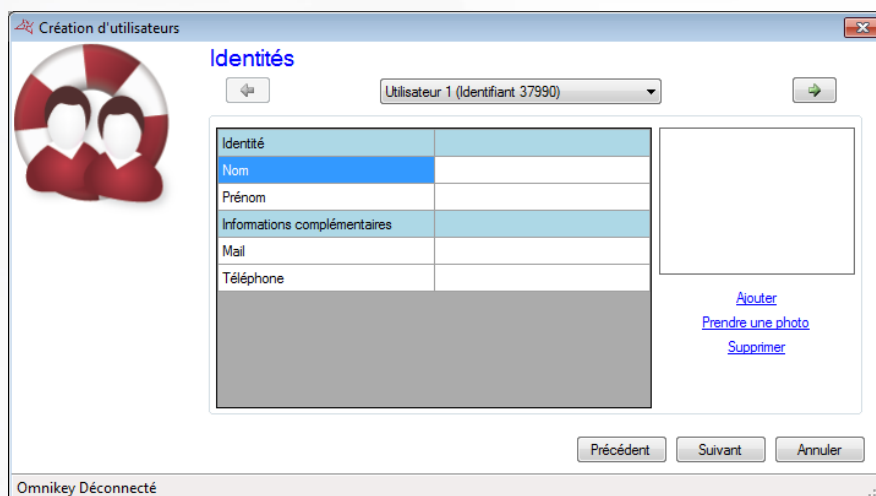 Création d'utilisateurs
Identités
Utilisateur 1 (Identifiant 37990)
Identité
Nom
Prénom
Informations complémentaires
Mail
Téléphone
Ajouter
Prendre une photo
Supprimer
Précédent Suivant Annuler
Omnikey Déconnecté